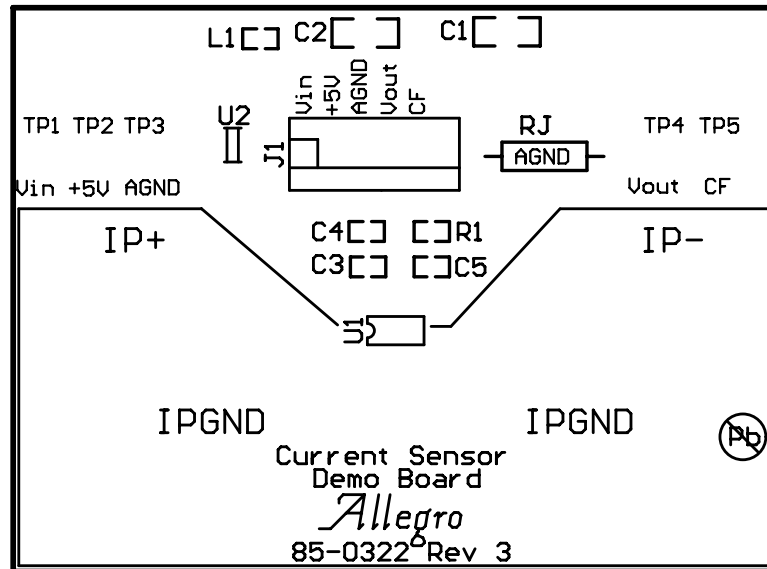 L1 C2 C1
Vin
+5V
AGND
Vout
CF
U2
J1
RJ
AGND
TP1 TP2 TP3
TP4 TP5
Vin +5V AGND
Vout CF
IP+
IP-
C4 R1
C3 C5
U1
IPGND IPGND
Pb
Current Sensor
Demo Board
Allegro
85-0322 Rev 3